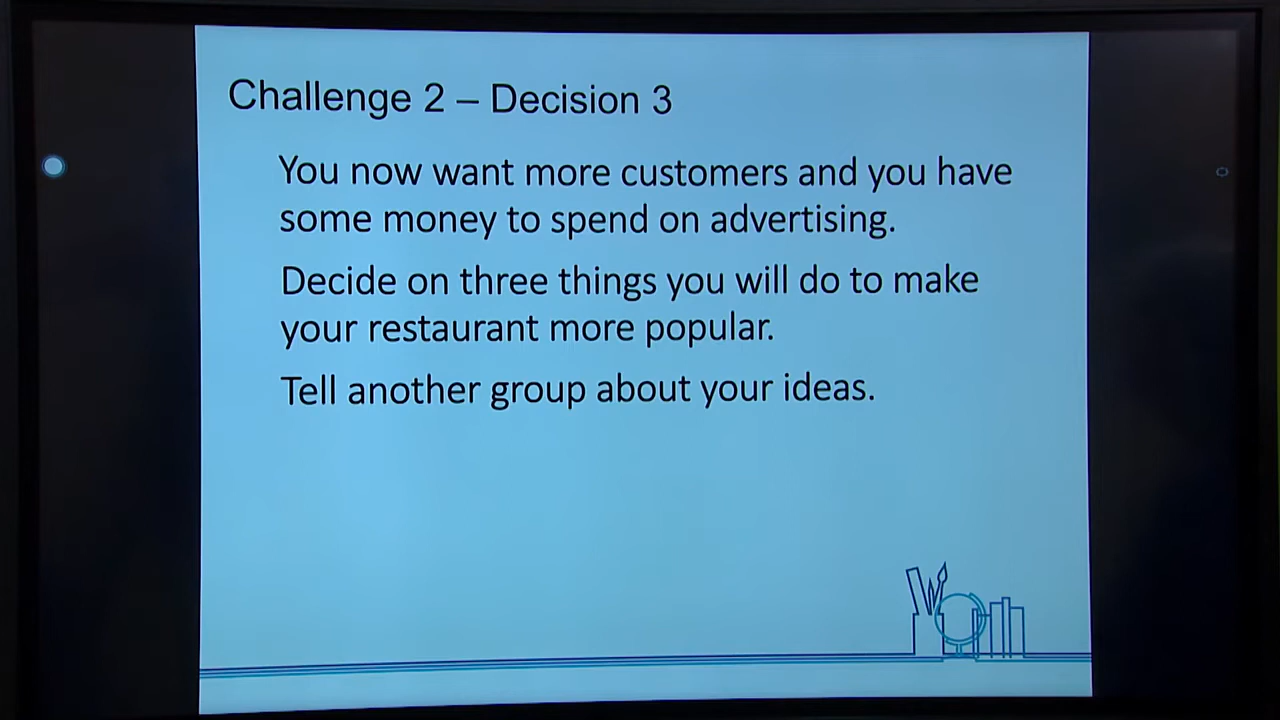 Challenge 2 – Decision 3
You now want more customers and you have
some money to spend on advertising.
Decide on three things you will do to make
your restaurant more popular.
Tell another group about your ideas.